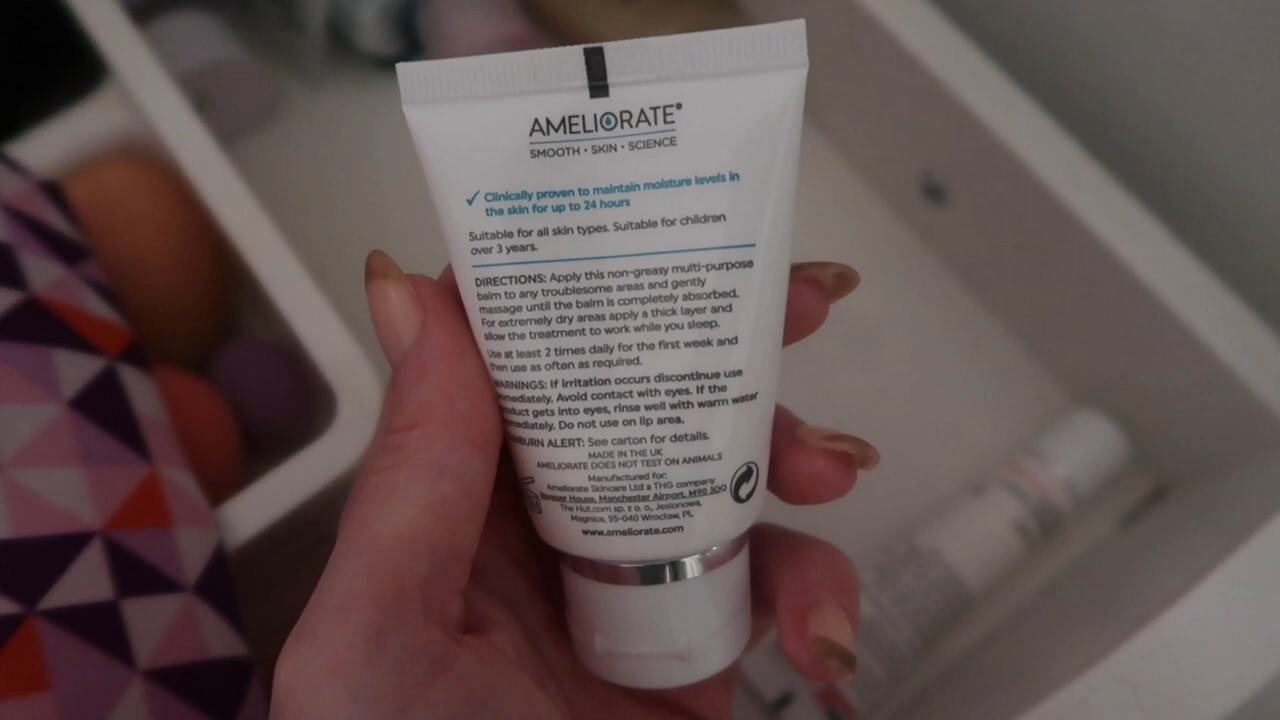 AMELIORATE®
SMOOTH • SKIN • SCIENCE
✓ Clinically proven to maintain moisture levels in
the skin for up to 24 hours
Suitable for all skin types. Suitable for children
over 3 years.
DIRECTIONS: Apply this non-greasy multi-purpose
balm to any troublesome areas and gently
massage until the balm is completely absorbed.
For extremely dry areas apply a thick layer and
allow the treatment to work while you sleep.
Use at least 2 times daily for the first week and
then use as often as required.
WARNINGS: If irritation occurs discontinue use
mmediately. Avoid contact with eyes. If the
duct gets into eyes, rinse well with warm water
mediately. Do not use on lip area.
NBURN ALERT: See carton for details.
MADE IN THE UK
AMELIORATE DOES NOT TEST ON ANIMALS
Manufactured for:
Ameliorate Skincare Ltd a THG company
Voyager House, Manchester Airport, M90 3DQ
The Hut.com sp. z o. o., Jesionowa,
Magnice, 55-040 Wrocław, PL
www.ameliorate.com